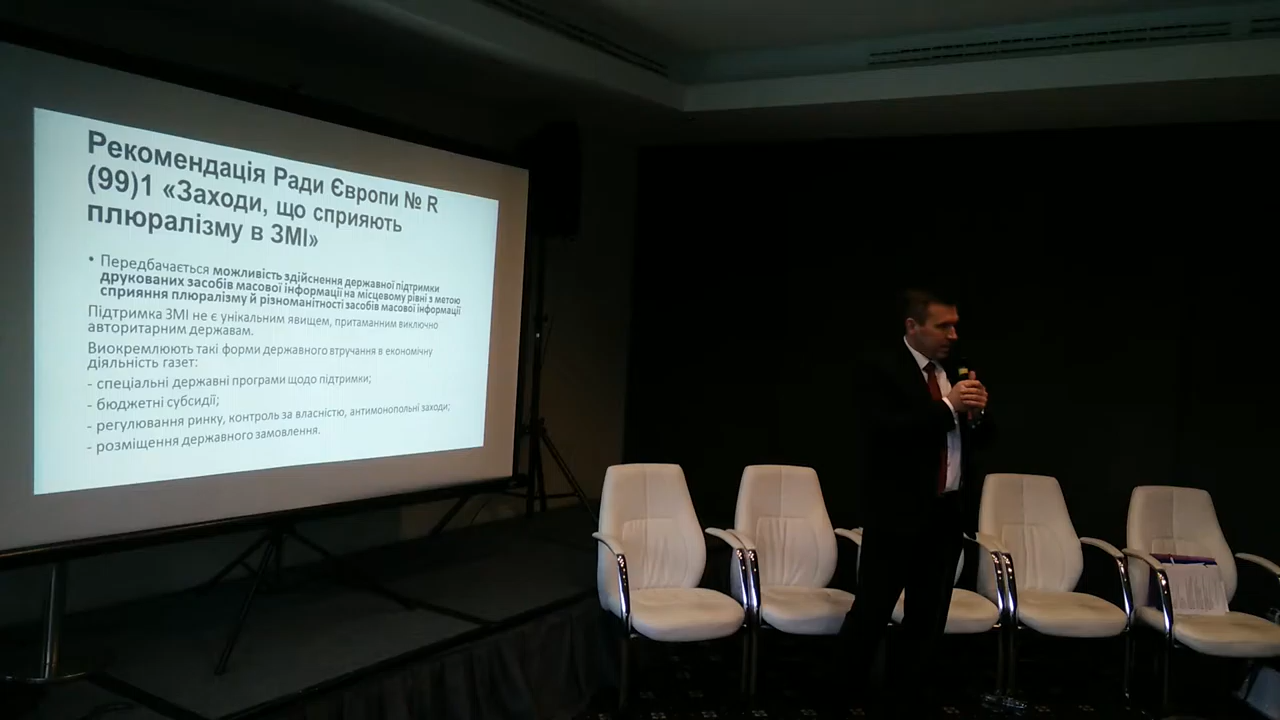 Рекомендація Ради Європи № R
(99)1 «Заходи, що сприяють
плюралізму в ЗМІ»
• Передбачається можливість здійснення державної підтримки
друкованих засобів масової інформації на місцевому рівні з метою
сприяння плюралізму й різноманітності засобів масової інформації
Підтримка ЗМІ не є унікальним явищем, притаманним виключно
авторитарним державам.
Виокремлюють такі форми державного втручання в економічну
діяльність газет:
- спеціальні державні програми щодо підтримки;
- бюджетні субсидії;
- регулювання ринку, контроль за власністю, антимонопольні заходи;
- розміщення державного замовлення.